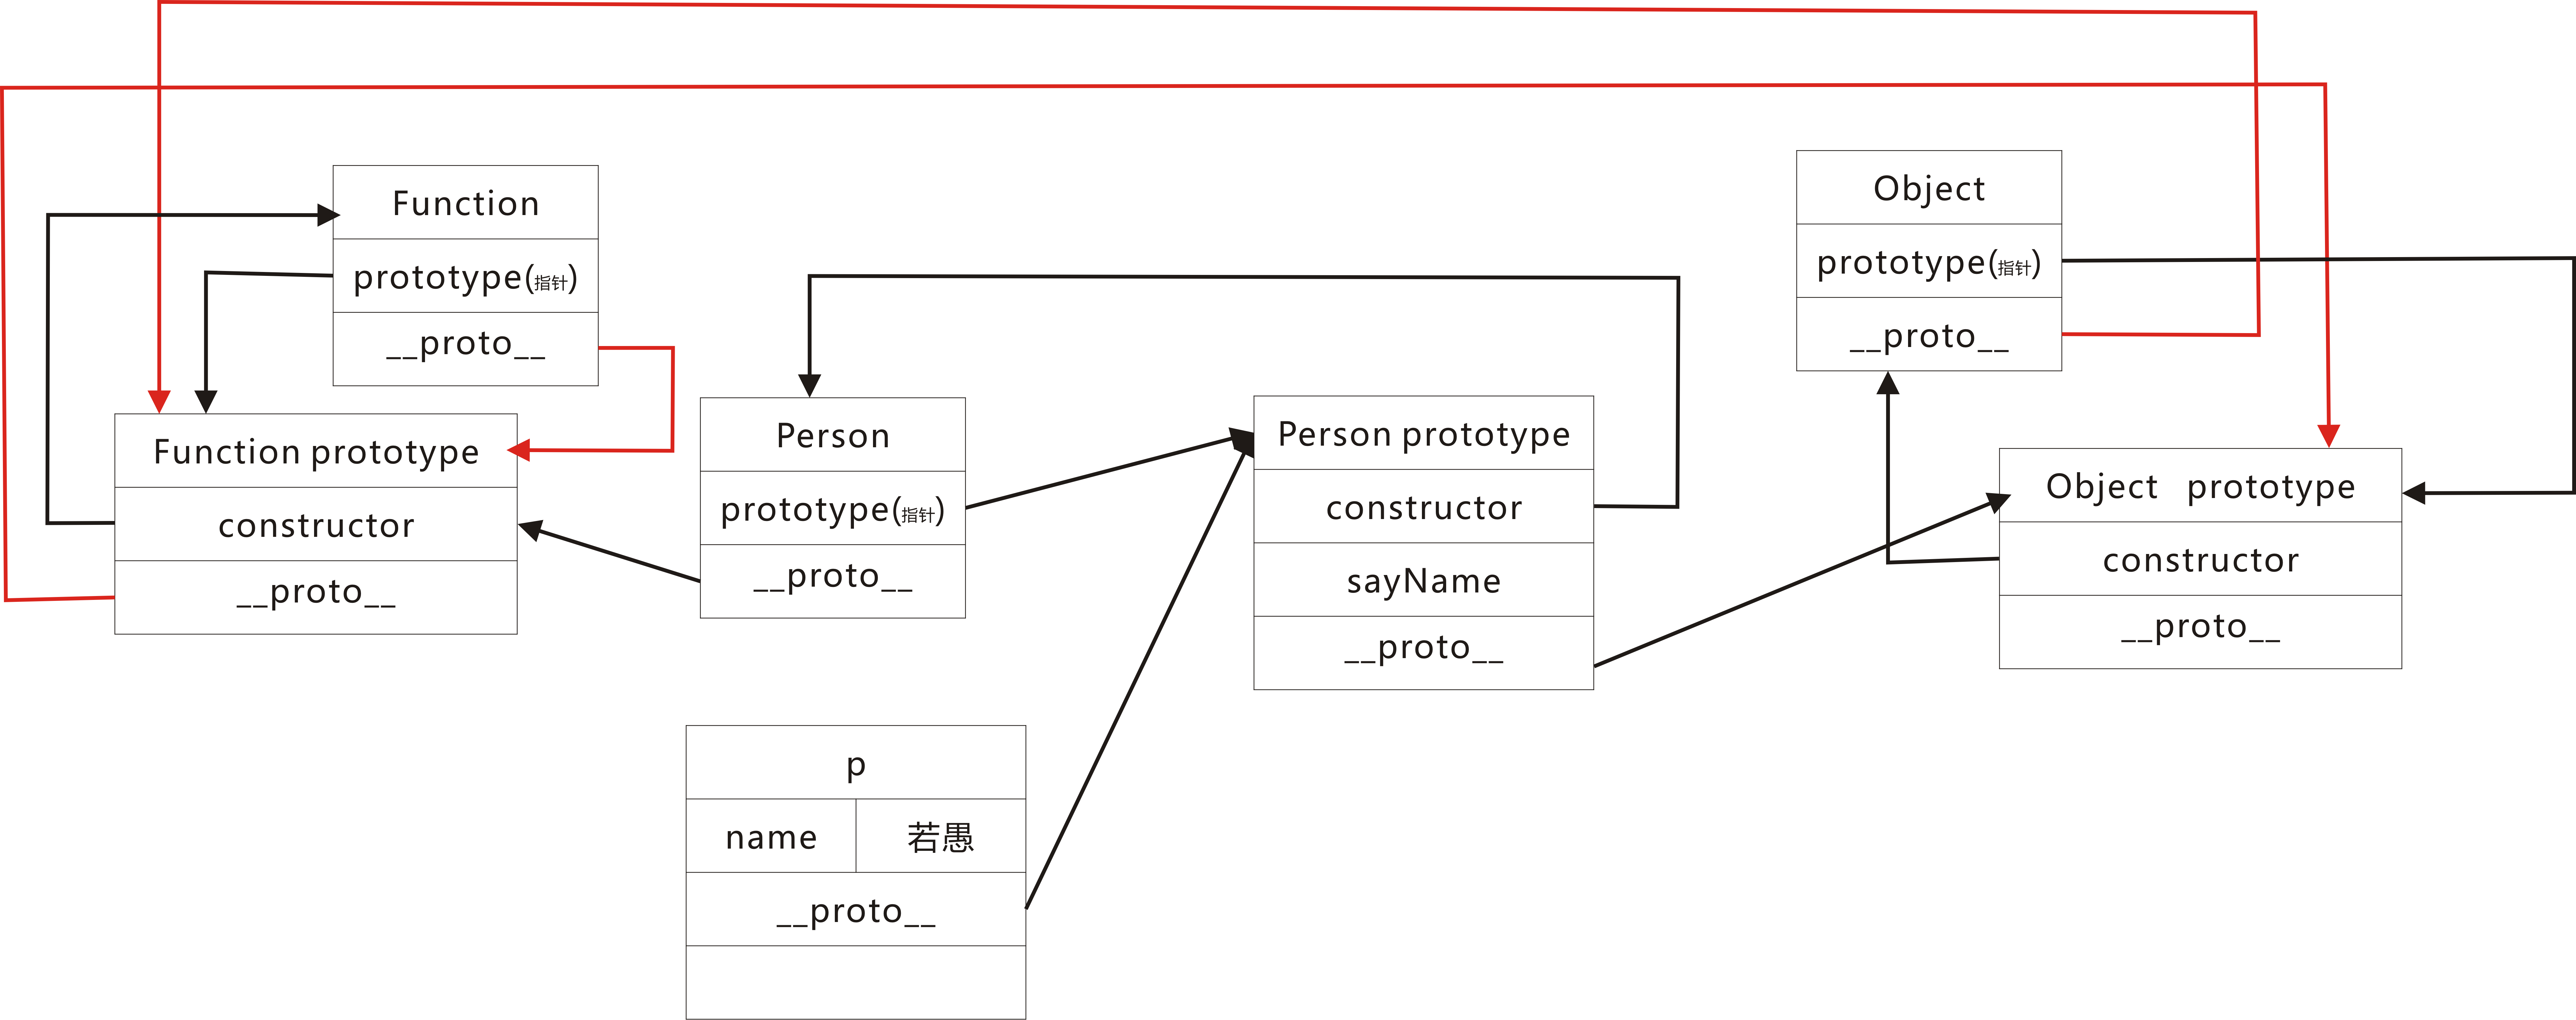 Function
prototype(指针)
__proto__
Function prototype
constructor
__proto__
Person
prototype(指针)
__proto__
p
name 若愚
__proto__
Person prototype
constructor
sayName
__proto__
Object
prototype(指针)
__proto__
Object prototype
constructor
__proto__